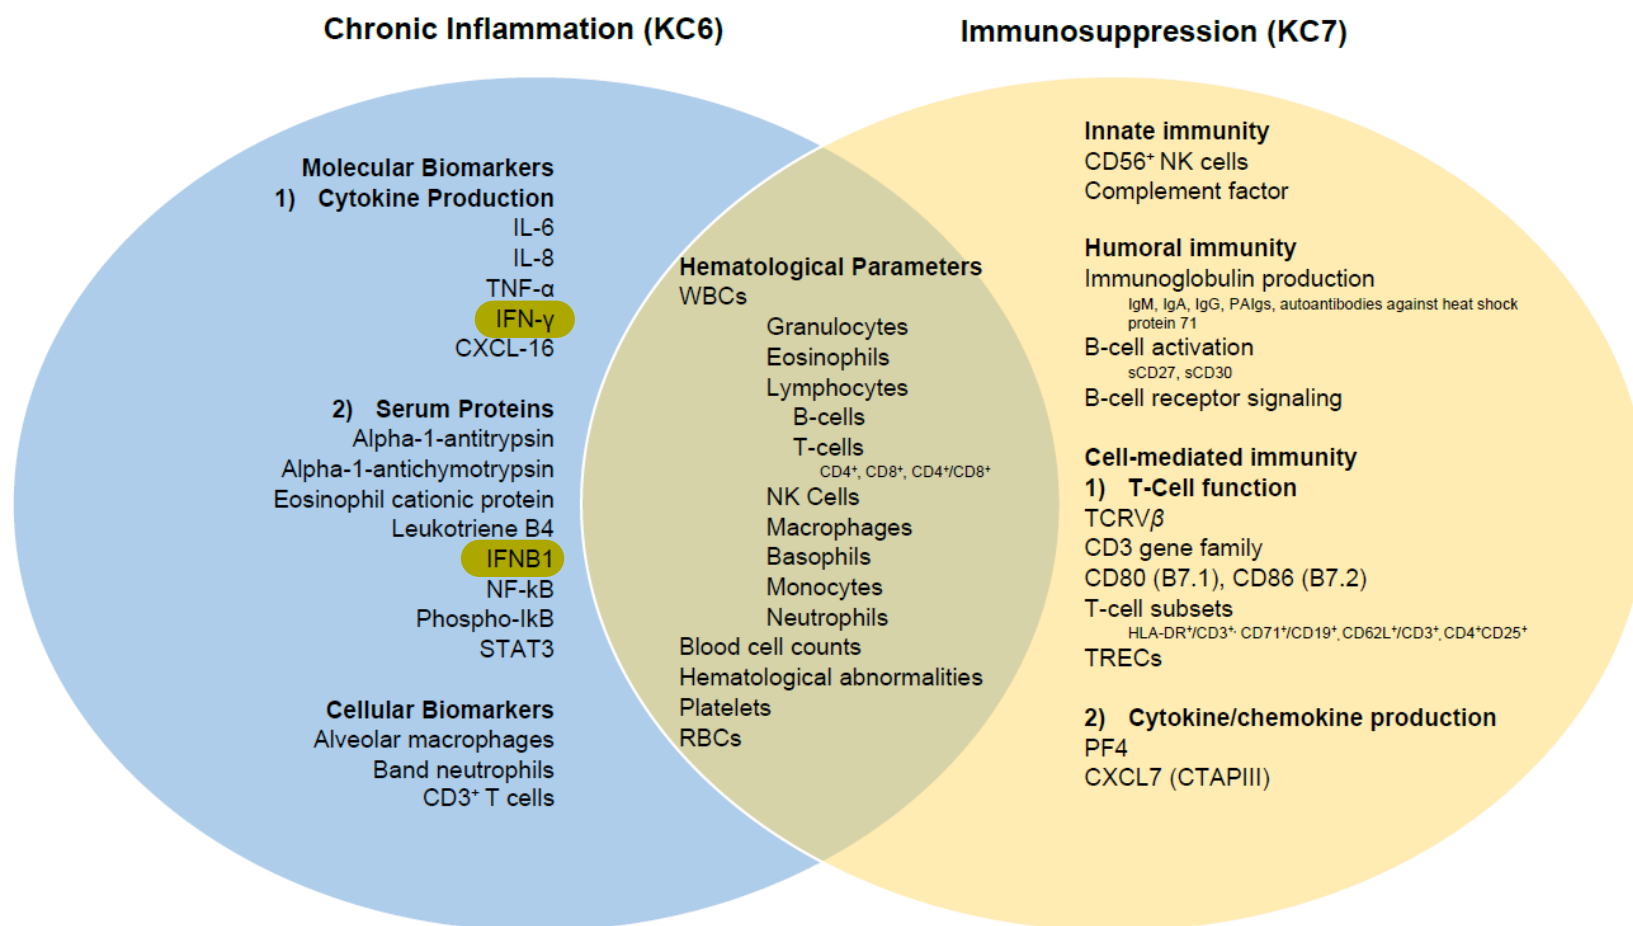 Chronic Inflammation (KC6)
Immunosuppression (KC7)
Molecular Biomarkers
1) Cytokine Production
IL-6
IL-8
TNF-α
IFN-γ
CXCL-16
2) Serum Proteins
Alpha-1-antitrypsin
Alpha-1-antichymotrypsin
Eosinophil cationic protein
Leukotriene B4
IFNB1
NF-kB
Phospho-IkB
STAT3
Cellular Biomarkers
Alveolar macrophages
Band neutrophils
CD3⁺ T cells
Hematological Parameters
WBCs
Granulocytes
Eosinophils
Lymphocytes
B-cells
T-cells
CD4⁺, CD8⁺, CD4⁺/CD8⁺
NK Cells
Macrophages
Basophils
Monocytes
Neutrophils
Blood cell counts
Hematological abnormalities
Platelets
RBCs
Innate immunity
CD56⁺ NK cells
Complement factor
Humoral immunity
Immunoglobulin production
IgM, IgA, IgG, PAIgs, autoantibodies against heat shock
protein 71
B-cell activation
sCD27, sCD30
B-cell receptor signaling
Cell-mediated immunity
1) T-Cell function
TCRVβ
CD3 gene family
CD80 (B7.1), CD86 (B7.2)
T-cell subsets
HLA-DR⁺/CD3⁺, CD71⁺/CD19⁺, CD62L⁺/CD3⁺, CD4⁺CD25⁺
TRECs
2) Cytokine/chemokine production
PF4
CXCL7 (CTAPIII)